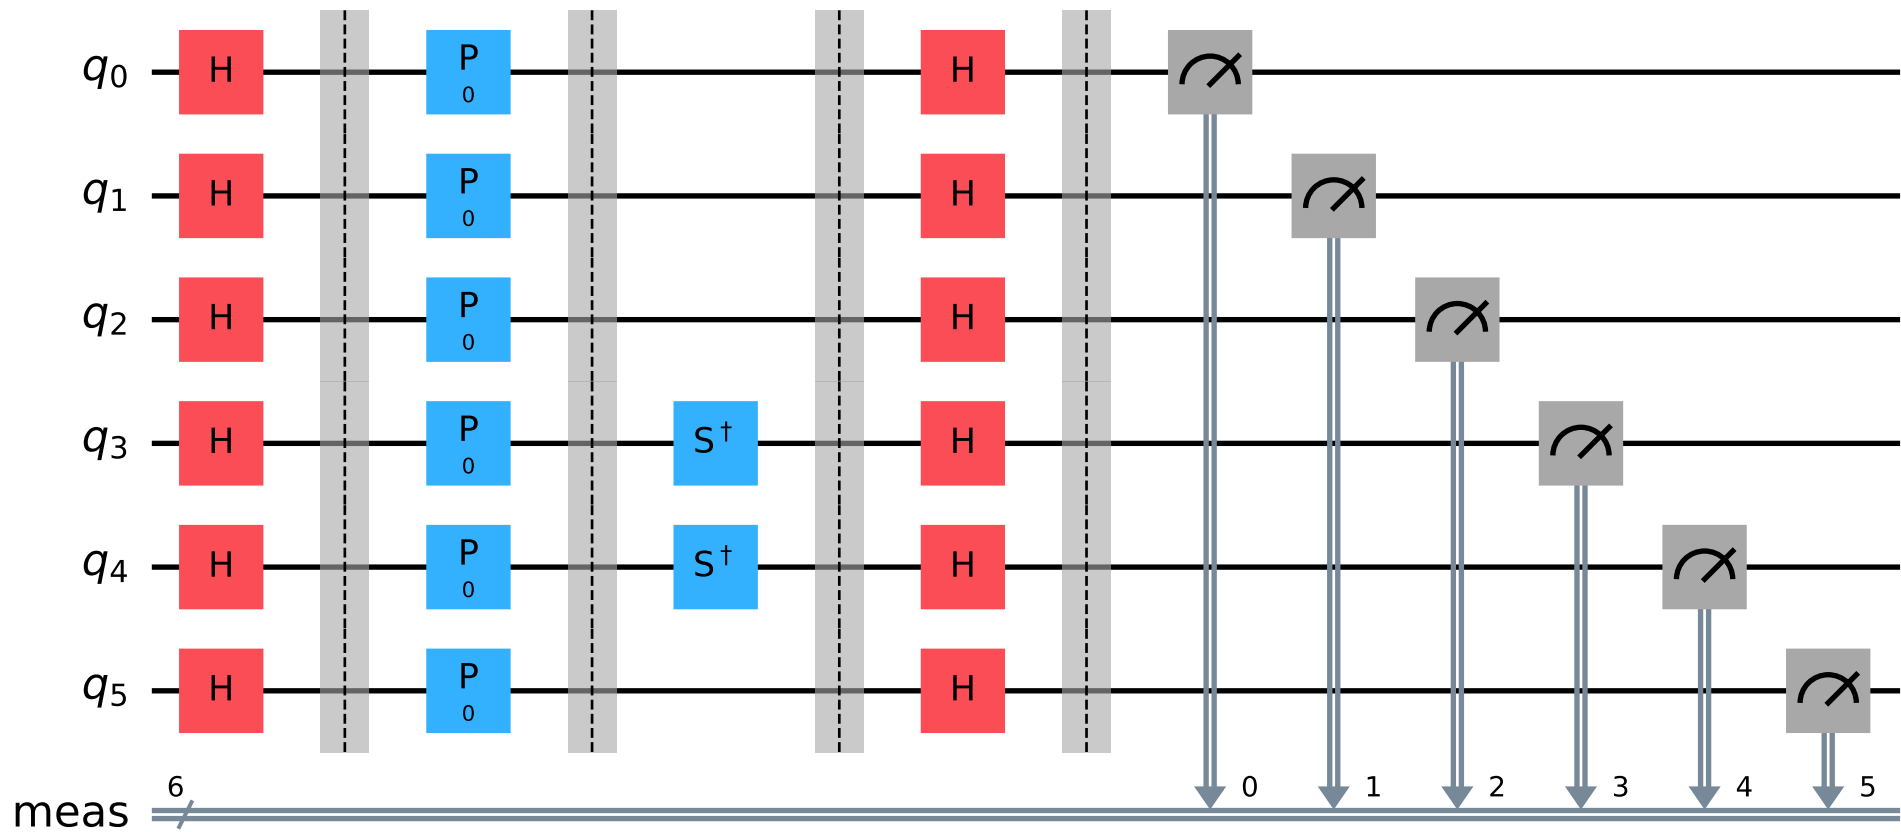 q0 H P 0 H
q1 H P 0 H
q2 H P 0 H
q3 H P 0 S† H
q4 H P 0 S† H
q5 H P 0 H
meas 6 0 1 2 3 4 5